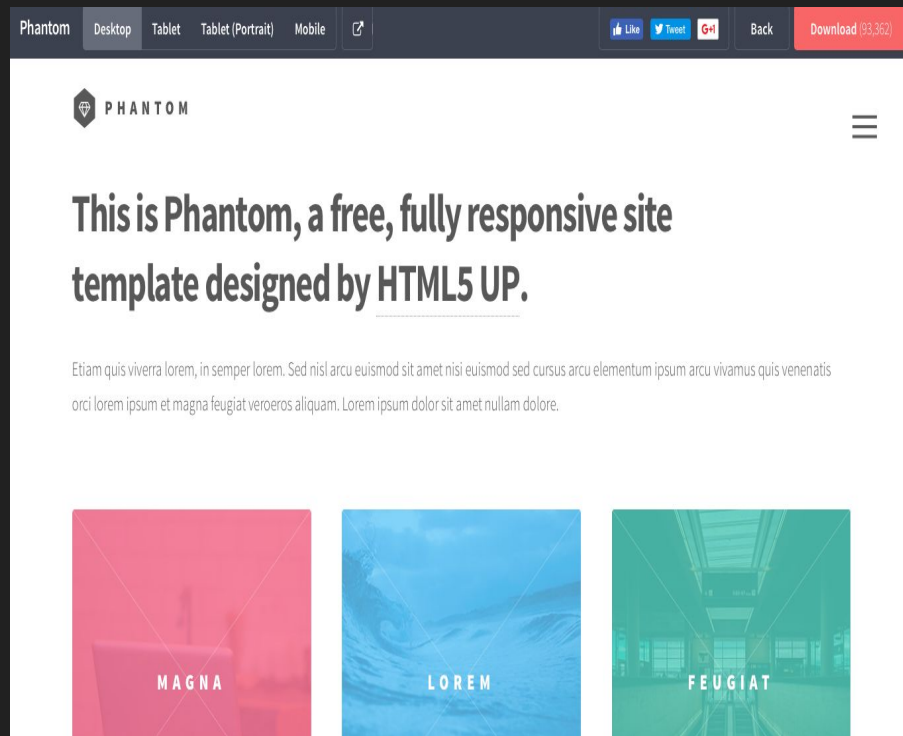 Phantom Desktop Tablet Tablet (Portrait) Mobile Like Tweet G+1 Back Download (93,362)
PHANTOM
This is Phantom, a free, fully responsive site
template designed by HTML5 UP.
Etiam quis viverra lorem, in semper lorem. Sed nisl arcu euismod sit amet nisi euismod sed cursus arcu elementum ipsum arcu vivamus quis venenatis
orci lorem ipsum et magna feugiat veroeros aliquam. Lorem ipsum dolor sit amet nullam dolore.
MAGNA LOREM FEUGIAT